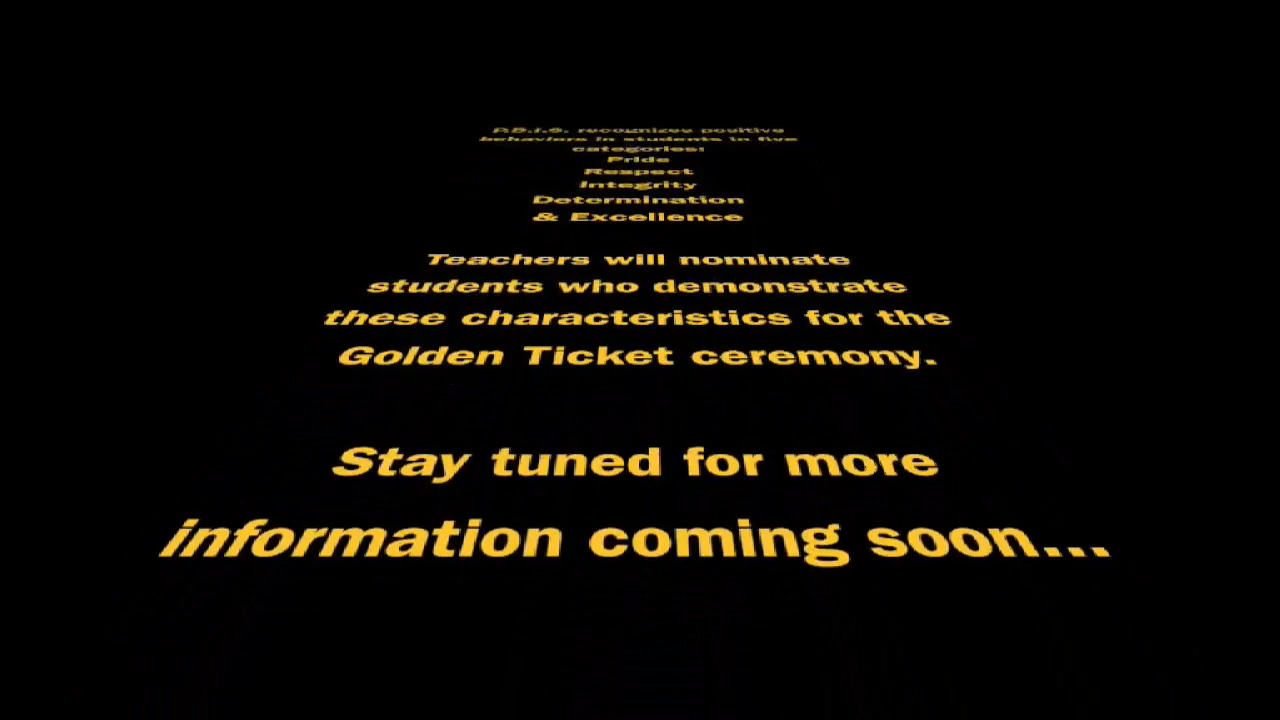 P.B.I.S. recognizes positive
behaviors in students in five
categories:
Pride
Respect
Integrity
Determination
& Excellence
Teachers will nominate
students who demonstrate
these characteristics for the
Golden Ticket ceremony.
Stay tuned for more
information coming soon...